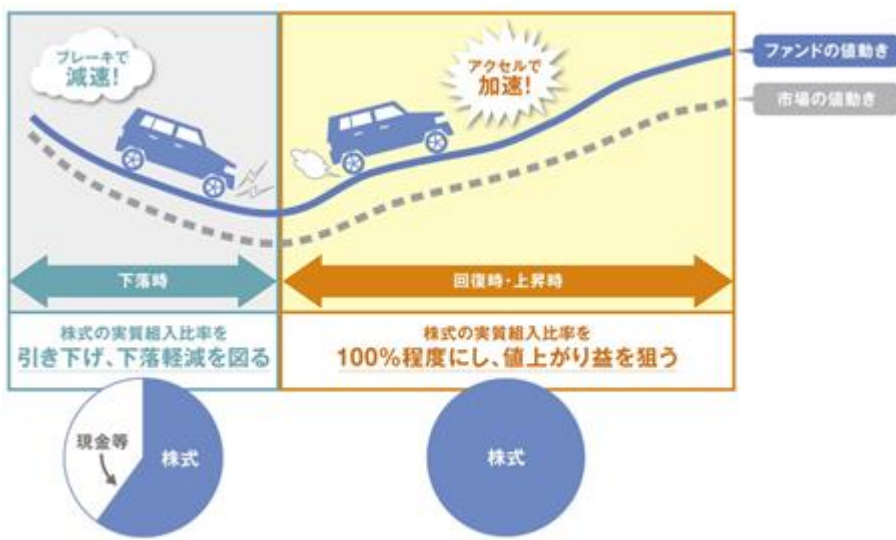 ブレーキで
減速!
アクセルで
加速!
ファンドの値動き
市場の値動き
下落時
回復時・上昇時
株式の実質組入比率を
引き下げ、下落軽減を図る
株式の実質組入比率を
100%程度にし、値上がり益を狙う
現金等
株式
株式